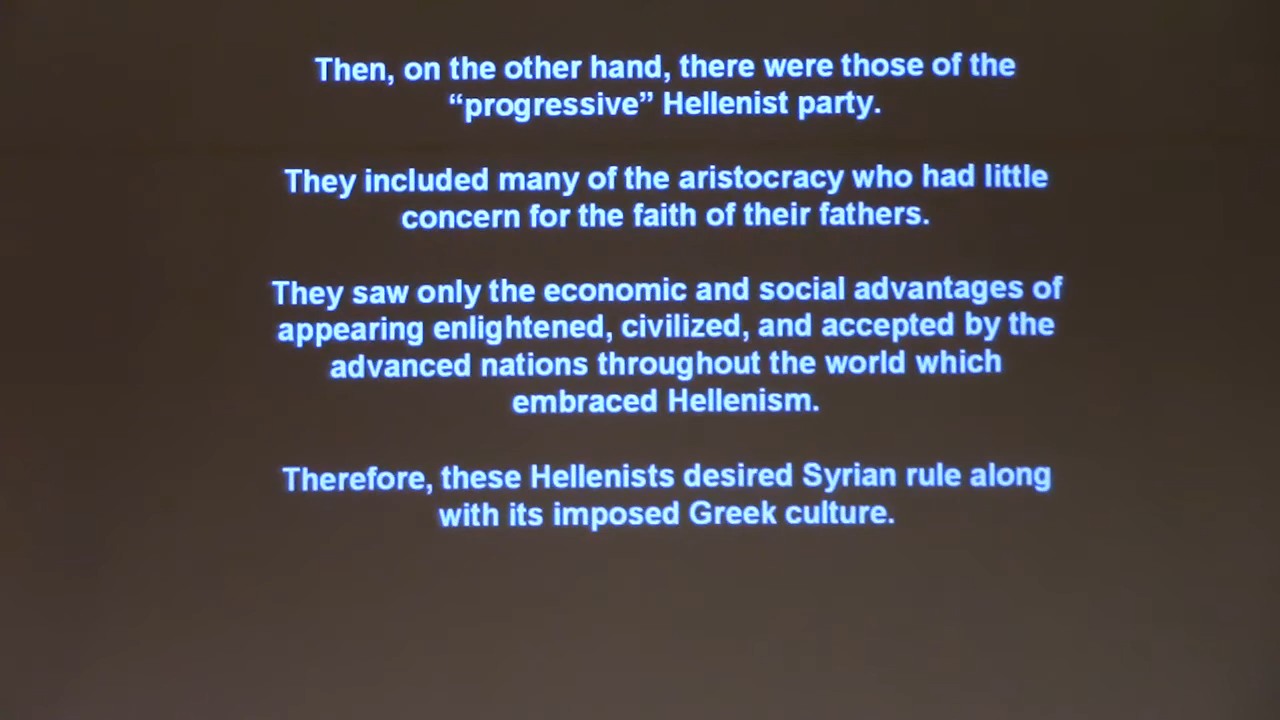 Then, on the other hand, there were those of the
“progressive” Hellenist party.
They included many of the aristocracy who had little
concern for the faith of their fathers.
They saw only the economic and social advantages of
appearing enlightened, civilized, and accepted by the
advanced nations throughout the world which
embraced Hellenism.
Therefore, these Hellenists desired Syrian rule along
with its imposed Greek culture.